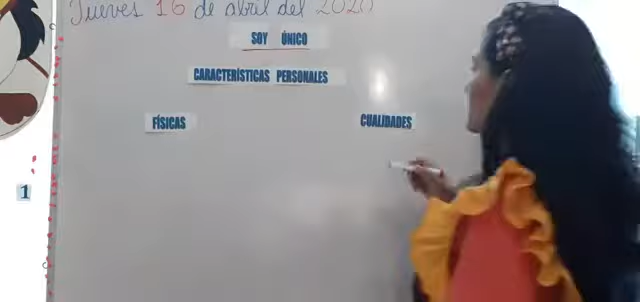 Jueves 16 de abril del 2020
SOY ÚNICO
CARACTERÍSTICAS PERSONALES
FÍSICAS
CUALIDADES
1